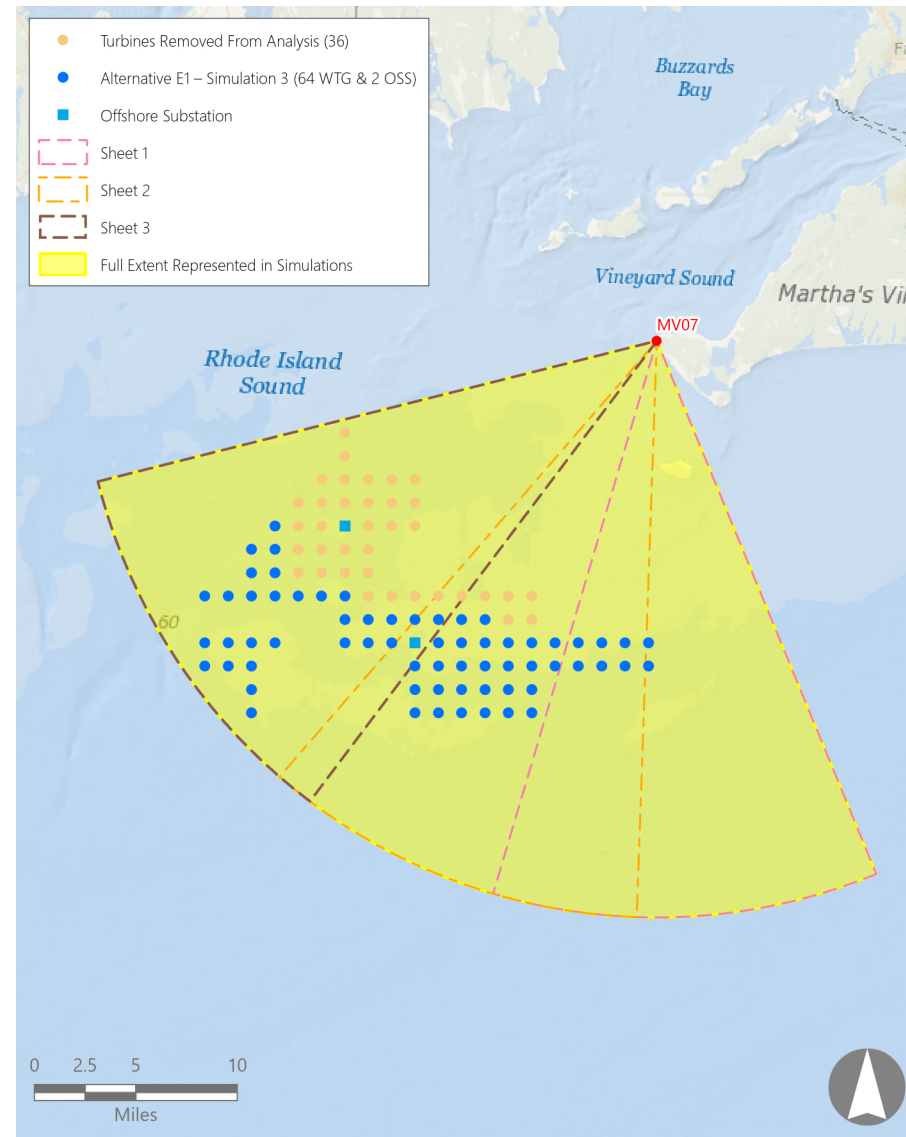 Turbines Removed From Analysis (36)
Alternative E1 – Simulation 3 (64 WTG & 2 OSS)
Offshore Substation
Sheet 1
Sheet 2
Sheet 3
Full Extent Represented in Simulations
Fa
Buzzards
Bay
Vineyard Sound
Martha's Vi
MV07
Rhode Island
Sound
60
0 2.5 5 10
Miles